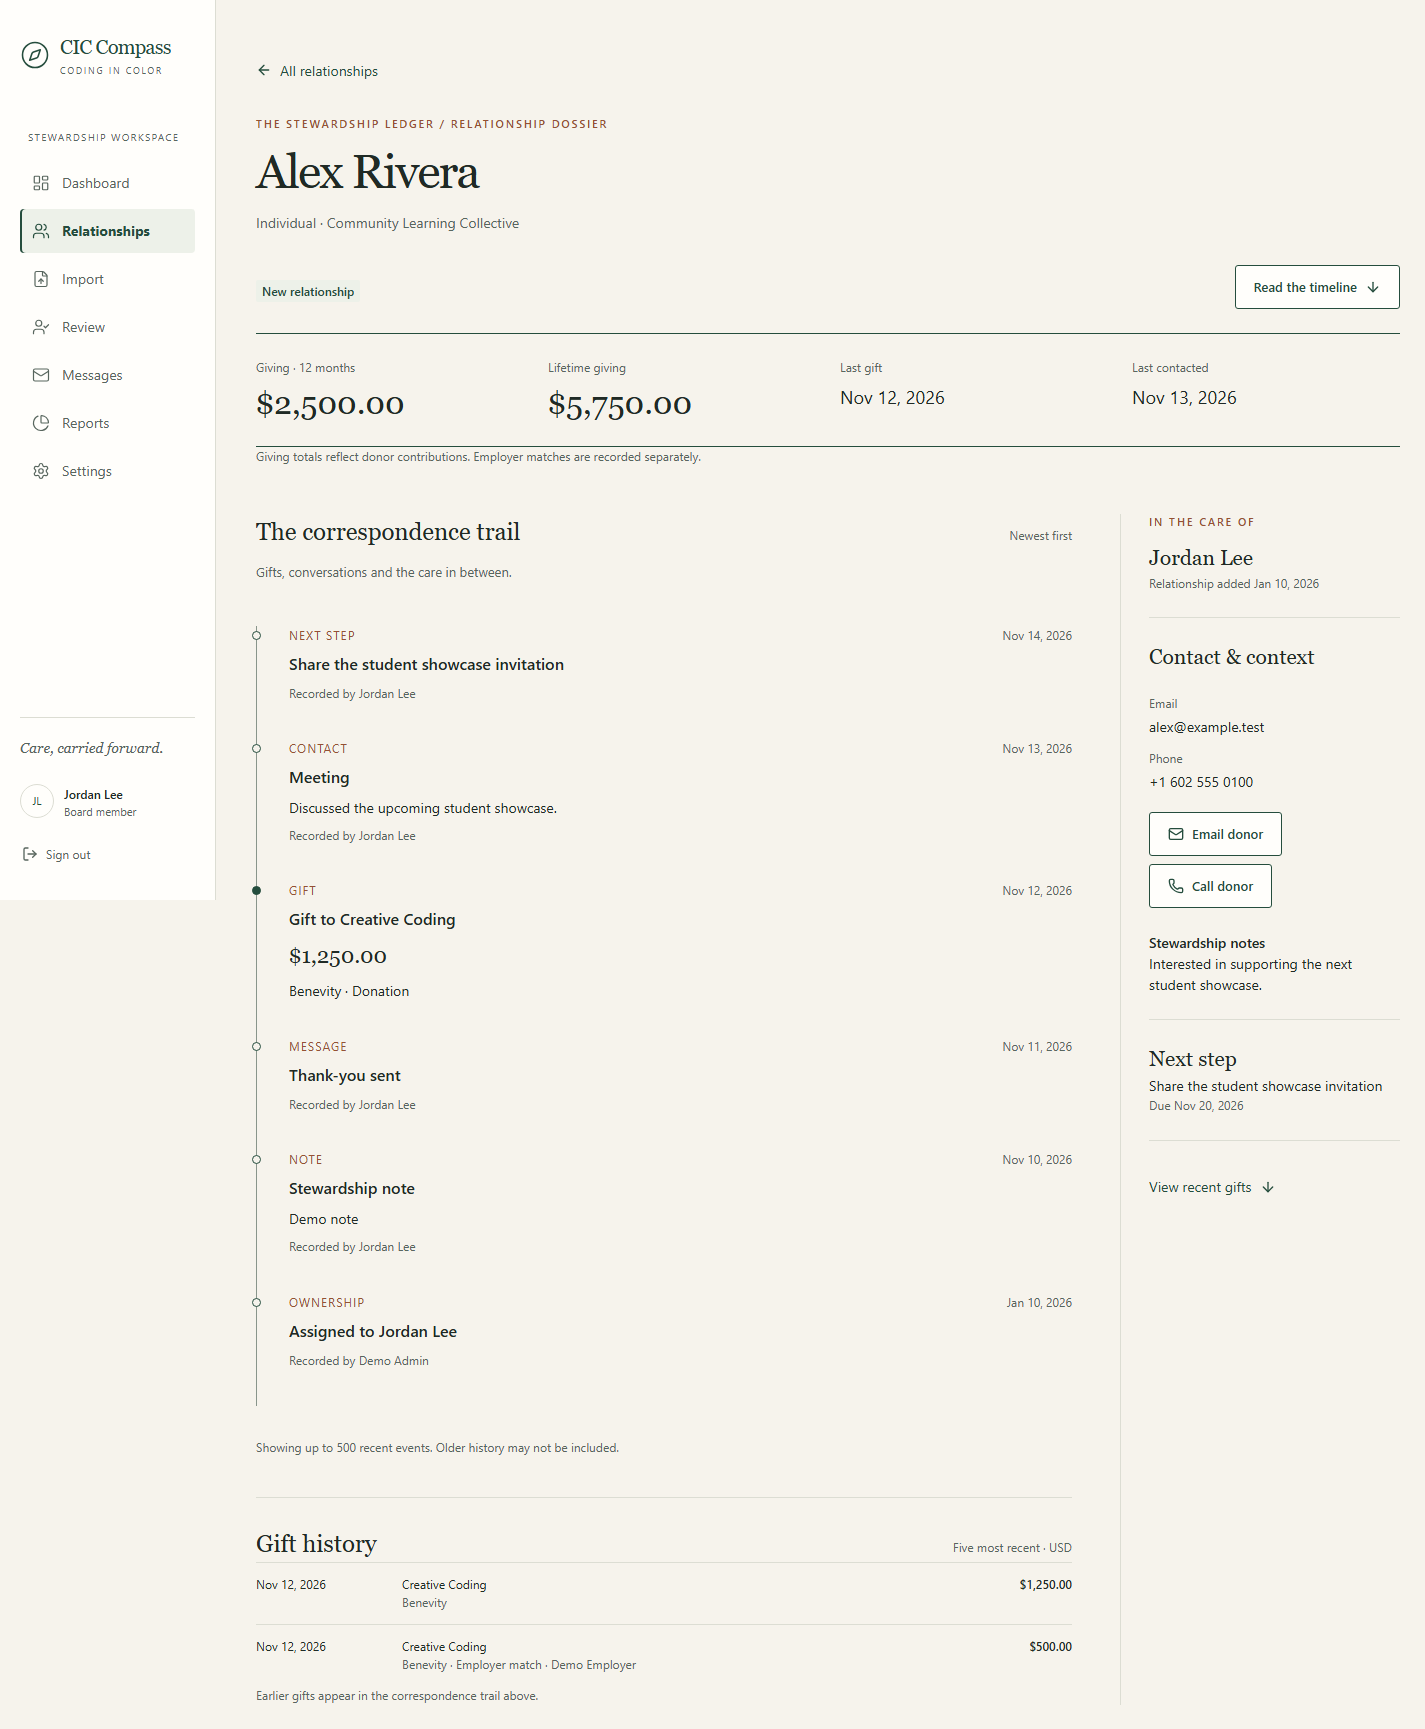 CIC Compass
CODING IN COLOR
STEWARDSHIP WORKSPACE
Dashboard
Relationships
Import
Review
Messages
Reports
Settings
Care, carried forward.
JL
Jordan Lee
Board member
Sign out
All relationships
THE STEWARDSHIP LEDGER / RELATIONSHIP DOSSIER
Alex Rivera
Individual · Community Learning Collective
New relationship
Read the timeline
Giving · 12 months
$2,500.00
Lifetime giving
$5,750.00
Last gift
Nov 12, 2026
Last contacted
Nov 13, 2026
Giving totals reflect donor contributions. Employer matches are recorded separately.
The correspondence trail
Newest first
Gifts, conversations and the care in between.
NEXT STEP
Nov 14, 2026
Share the student showcase invitation
Recorded by Jordan Lee
CONTACT
Nov 13, 2026
Meeting
Discussed the upcoming student showcase.
Recorded by Jordan Lee
GIFT
Nov 12, 2026
Gift to Creative Coding
$1,250.00
Benevity · Donation
MESSAGE
Nov 11, 2026
Thank-you sent
Recorded by Jordan Lee
NOTE
Nov 10, 2026
Stewardship note
Demo note
Recorded by Jordan Lee
OWNERSHIP
Jan 10, 2026
Assigned to Jordan Lee
Recorded by Demo Admin
Showing up to 500 recent events. Older history may not be included.
Gift history
Five most recent · USD
Nov 12, 2026
Creative Coding
$1,250.00
Benevity
Nov 12, 2026
Creative Coding
$500.00
Benevity · Employer match · Demo Employer
Earlier gifts appear in the correspondence trail above.
IN THE CARE OF
Jordan Lee
Relationship added Jan 10, 2026
Contact & context
Email
alex@example.test
Phone
+1 602 555 0100
Email donor
Call donor
Stewardship notes
Interested in supporting the next
student showcase.
Next step
Share the student showcase invitation
Due Nov 20, 2026
View recent gifts